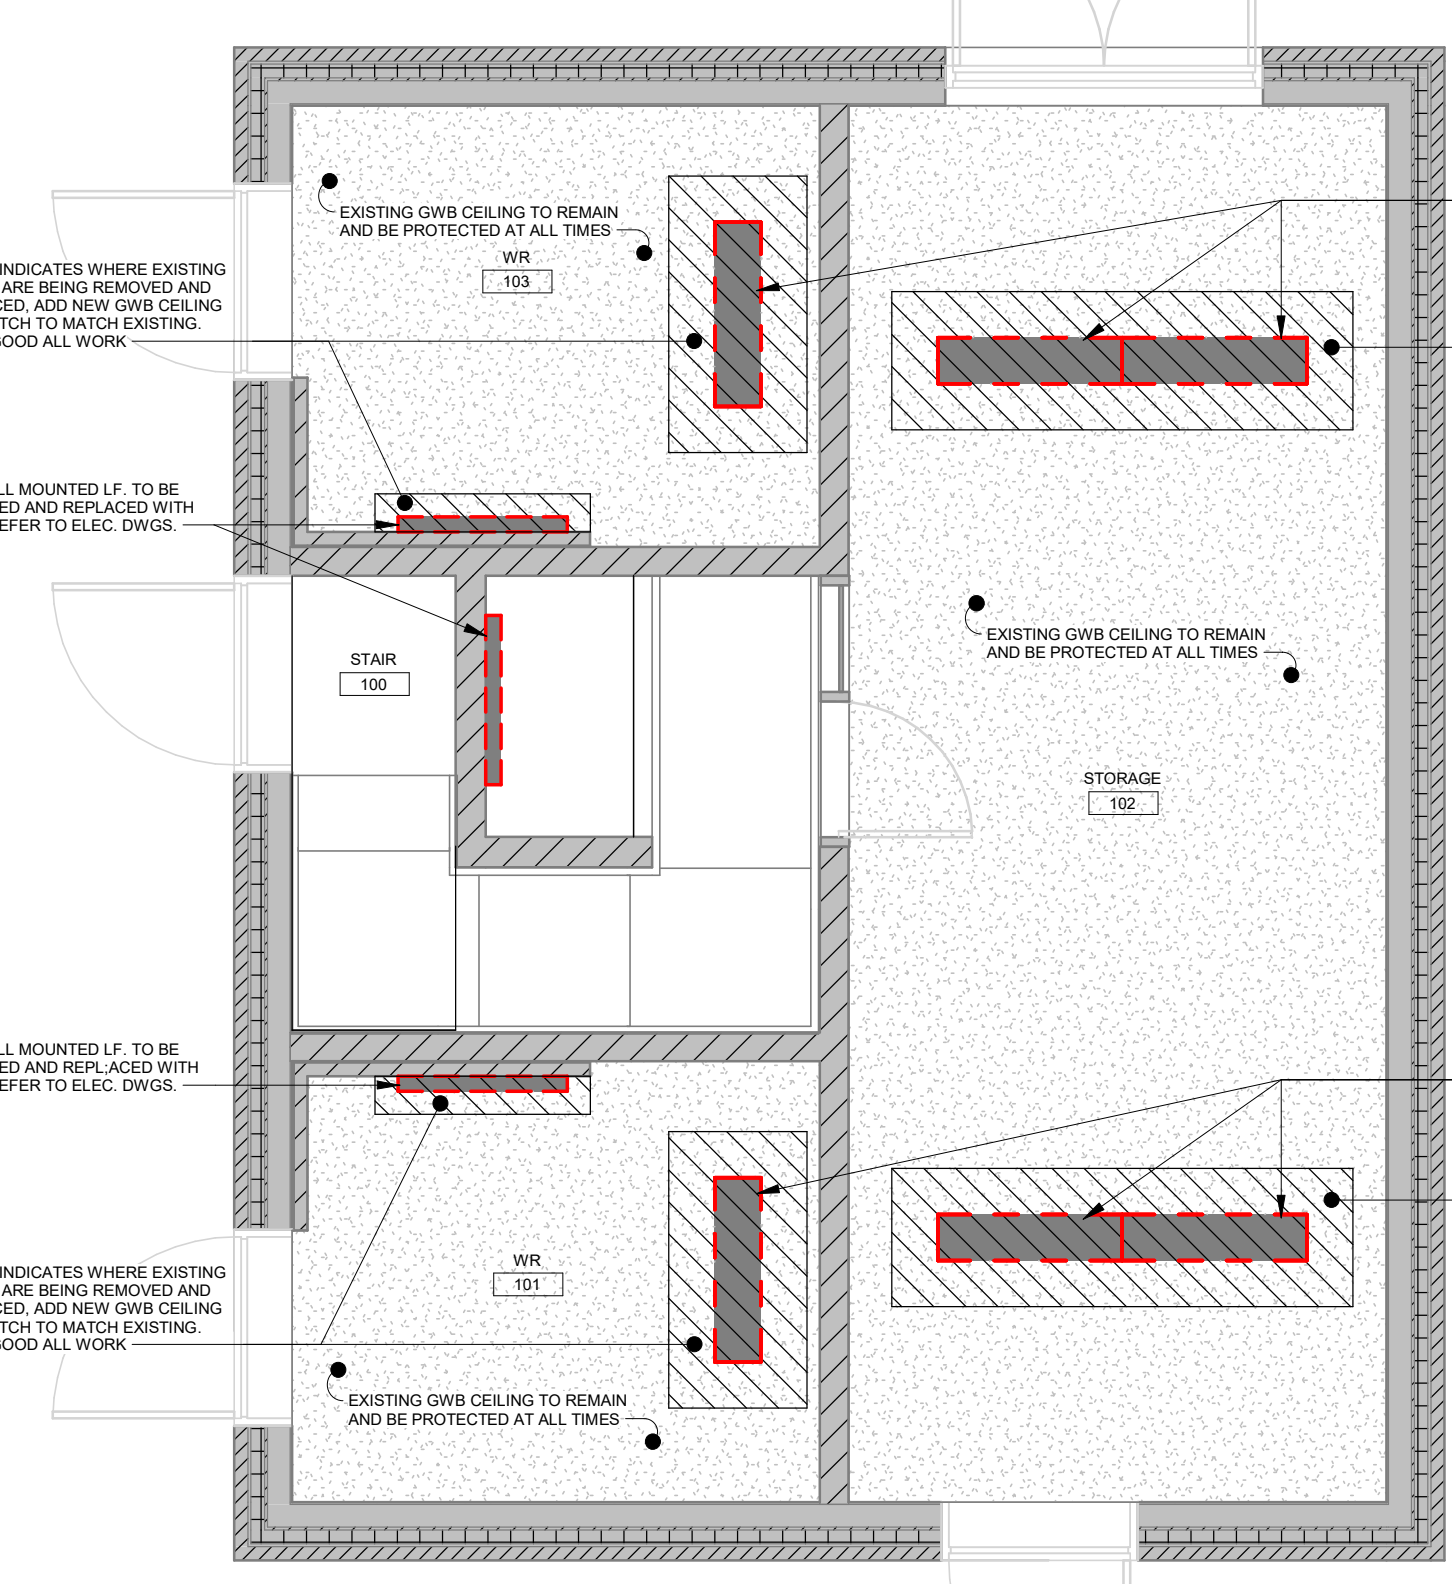 EXISTING GWB CEILING TO REMAIN
AND BE PROTECTED AT ALL TIMES
WR
103
INDICATES WHERE EXISTING
ARE BEING REMOVED AND
CED, ADD NEW GWB CEILING
TCH TO MATCH EXISTING.
GOOD ALL WORK
LL MOUNTED LF. TO BE
ED AND REPLACED WITH
EFER TO ELEC. DWGS.
STAIR
100
EXISTING GWB CEILING TO REMAIN
AND BE PROTECTED AT ALL TIMES
STORAGE
102
LL MOUNTED LF. TO BE
ED AND REPL;ACED WITH
EFER TO ELEC. DWGS.
WR
101
INDICATES WHERE EXISTING
ARE BEING REMOVED AND
CED, ADD NEW GWB CEILING
TCH TO MATCH EXISTING.
GOOD ALL WORK
EXISTING GWB CEILING TO REMAIN
AND BE PROTECTED AT ALL TIMES